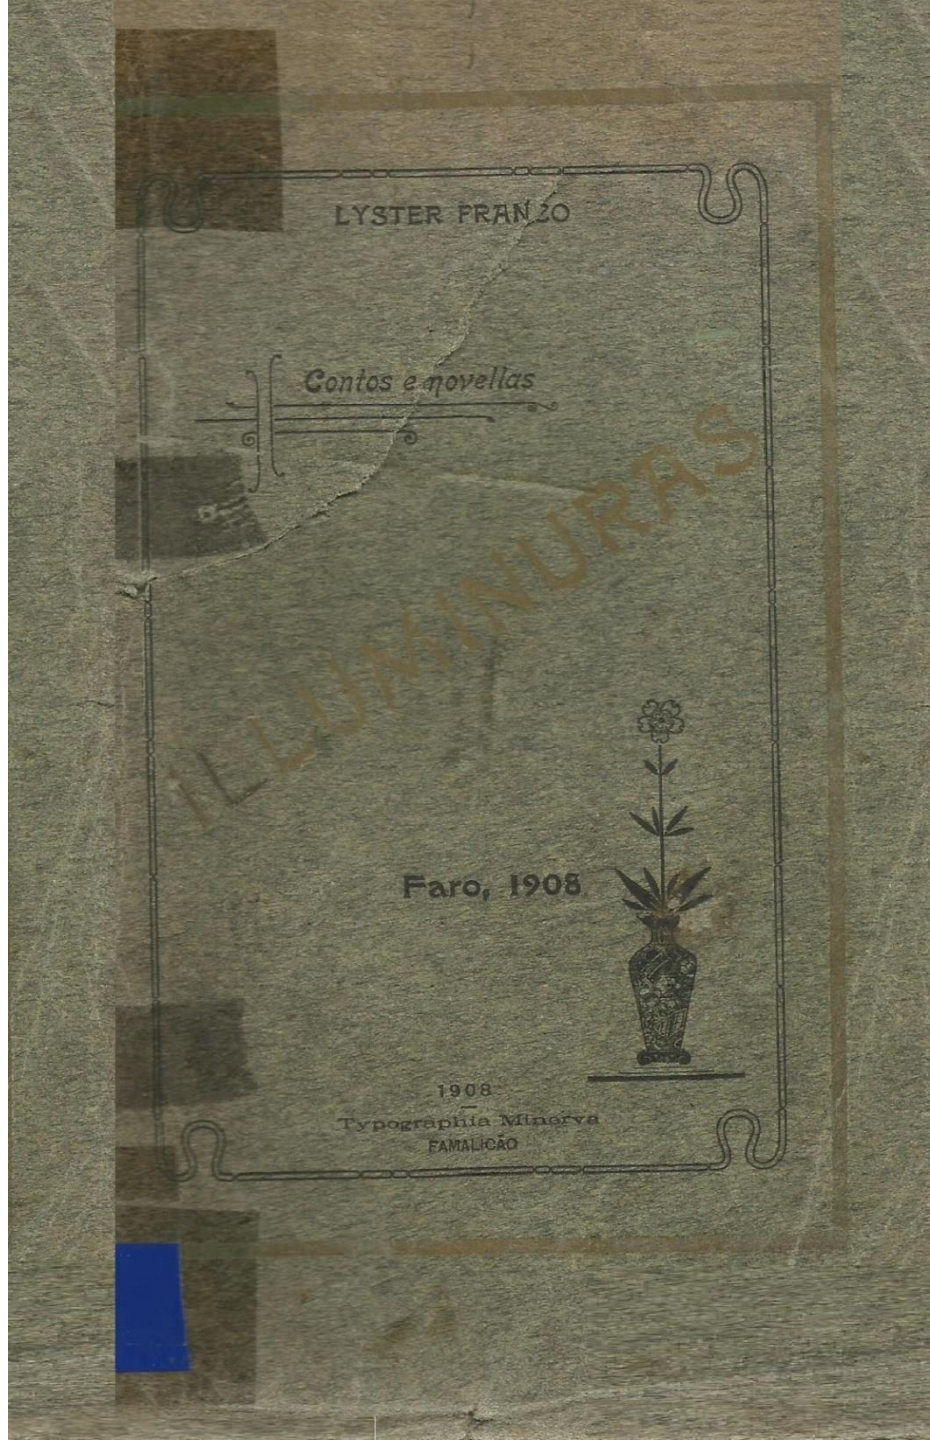 LYSTER FRANCO
Contos e novellas
ILLUMINURAS
Faro, 1908
1908
Typographia Minerva
FAMALICÃO